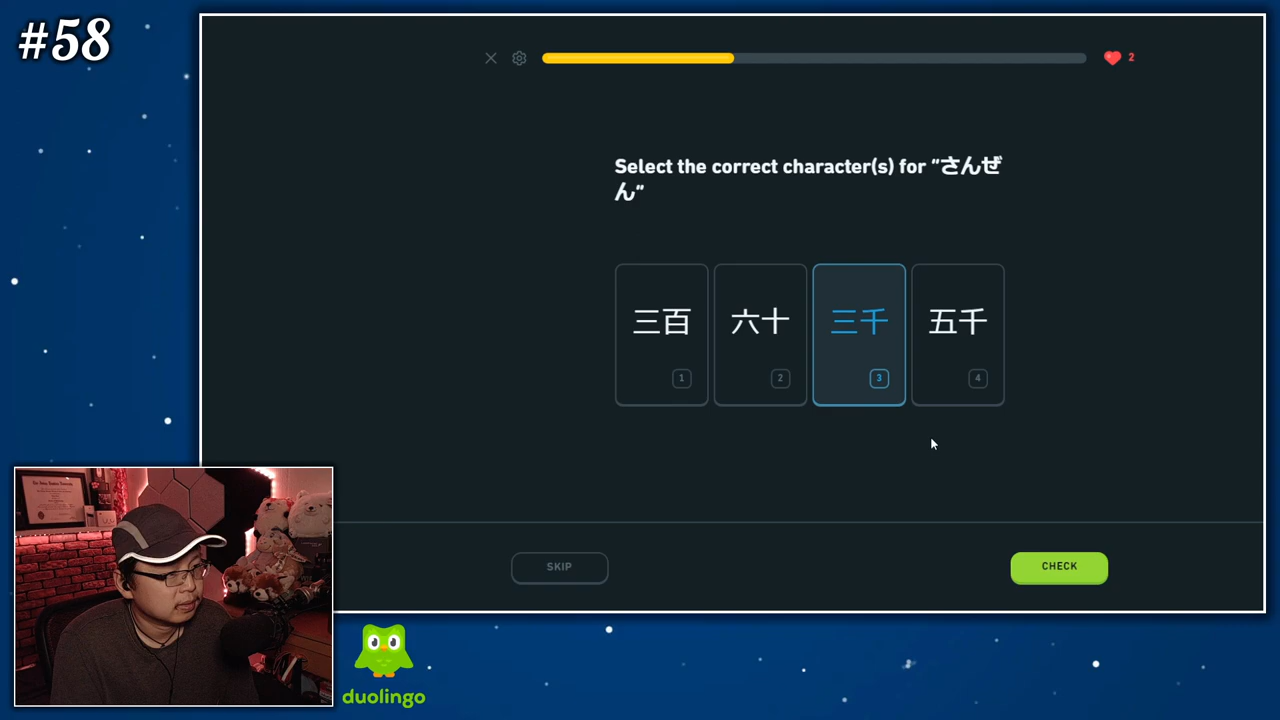 #58
2
Select the correct character(s) for “さんぜ
ん”
三百
六十
三千
五千
1
2
3
4
SKIP
CHECK
duolingo